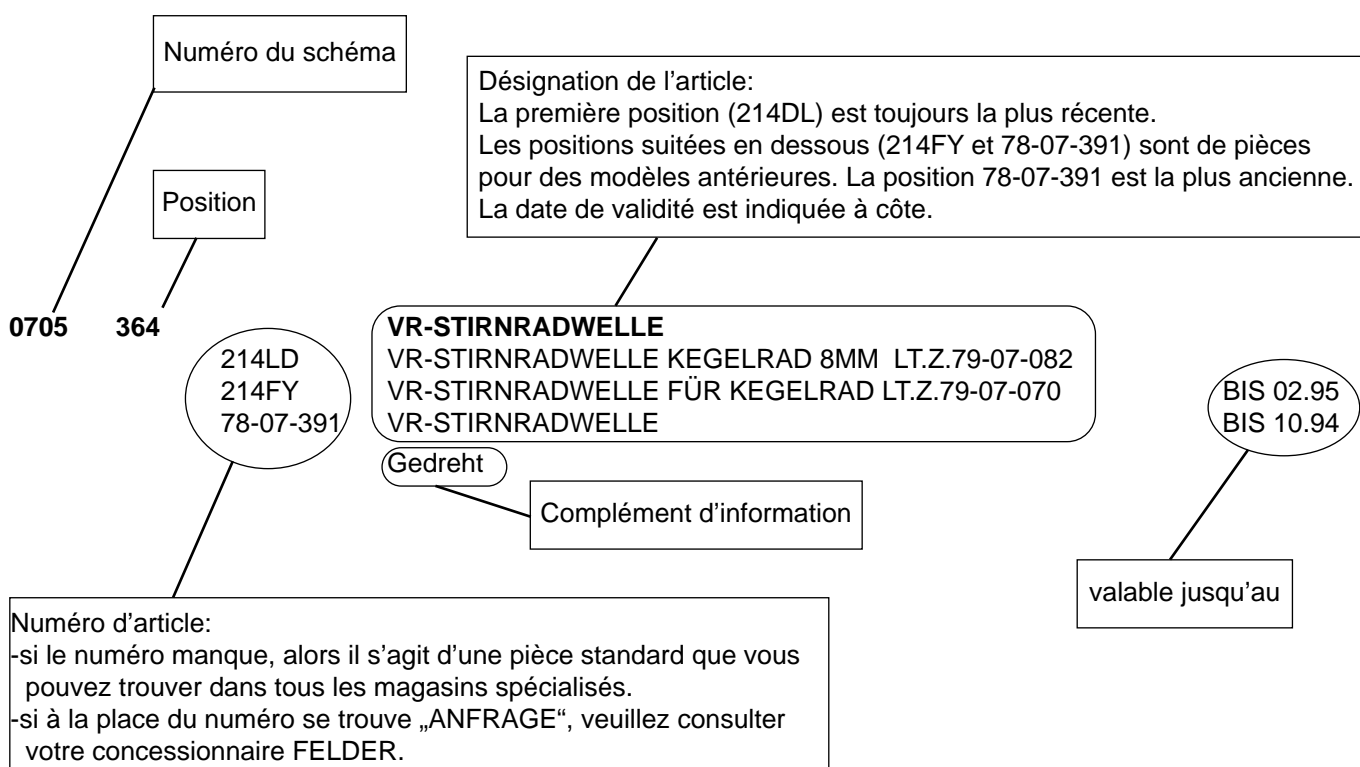 Numéro du schéma
Désignation de l'article:
La première position (214DL) est toujours la plus récente.
Les positions suitées en dessous (214FY et 78-07-391) sont de pièces
pour des modèles antérieures. La position 78-07-391 est la plus ancienne.
La date de validité est indiquée à côte.
Position
0705 364 VR-STIRNRADWELLE
214LD VR-STIRNRADWELLE KEGELRAD 8MM LT.Z.79-07-082
214FY VR-STIRNRADWELLE FÜR KEGELRAD LT.Z.79-07-070 BIS 02.95
78-07-391 VR-STIRNRADWELLE BIS 10.94
Gedreht
Complément d'information
valable jusqu'au
Numéro d'article:
-si le numéro manque, alors il s'agit d'une pièce standard que vous
pouvez trouver dans tous les magasins spécialisés.
-si à la place du numéro se trouve „ANFRAGE“, veuillez consulter
votre concessionnaire FELDER.